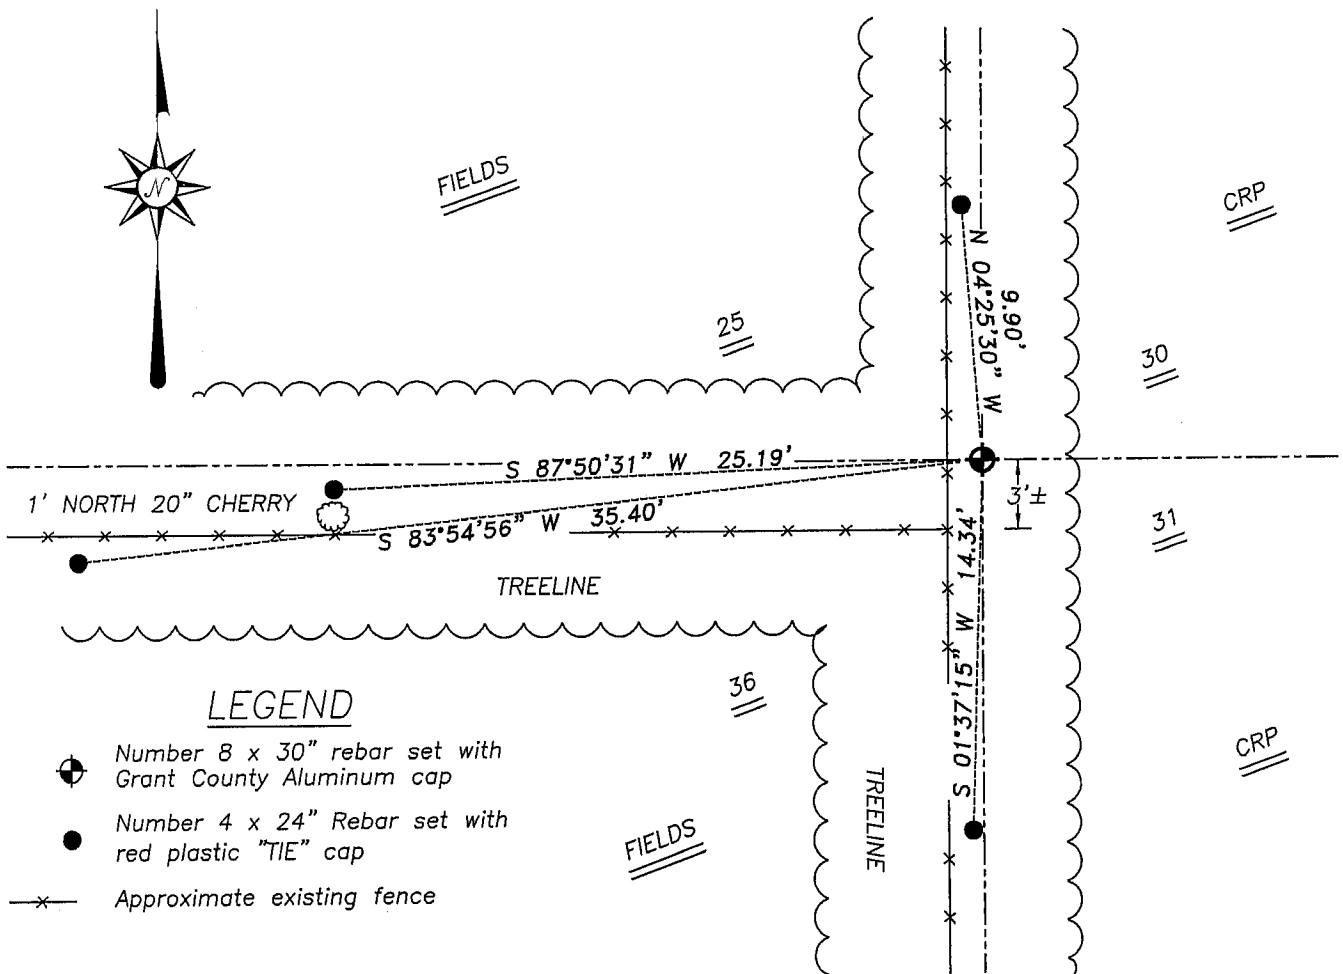 N
FIELDS
CRP
25
30
N 04°25'30" W
9.90'
S 87°50'31" W 25.19'
1' NORTH 20" CHERRY
S 83°54'56" W 35.40'
3'±
31
TREELINE
S 01°37'15" W 14.34'
36
LEGEND
Number 8 x 30" rebar set with
Grant County Aluminum cap
Number 4 x 24" Rebar set with
red plastic "TIE" cap
Approximate existing fence
FIELDS
TREELINE
CRP